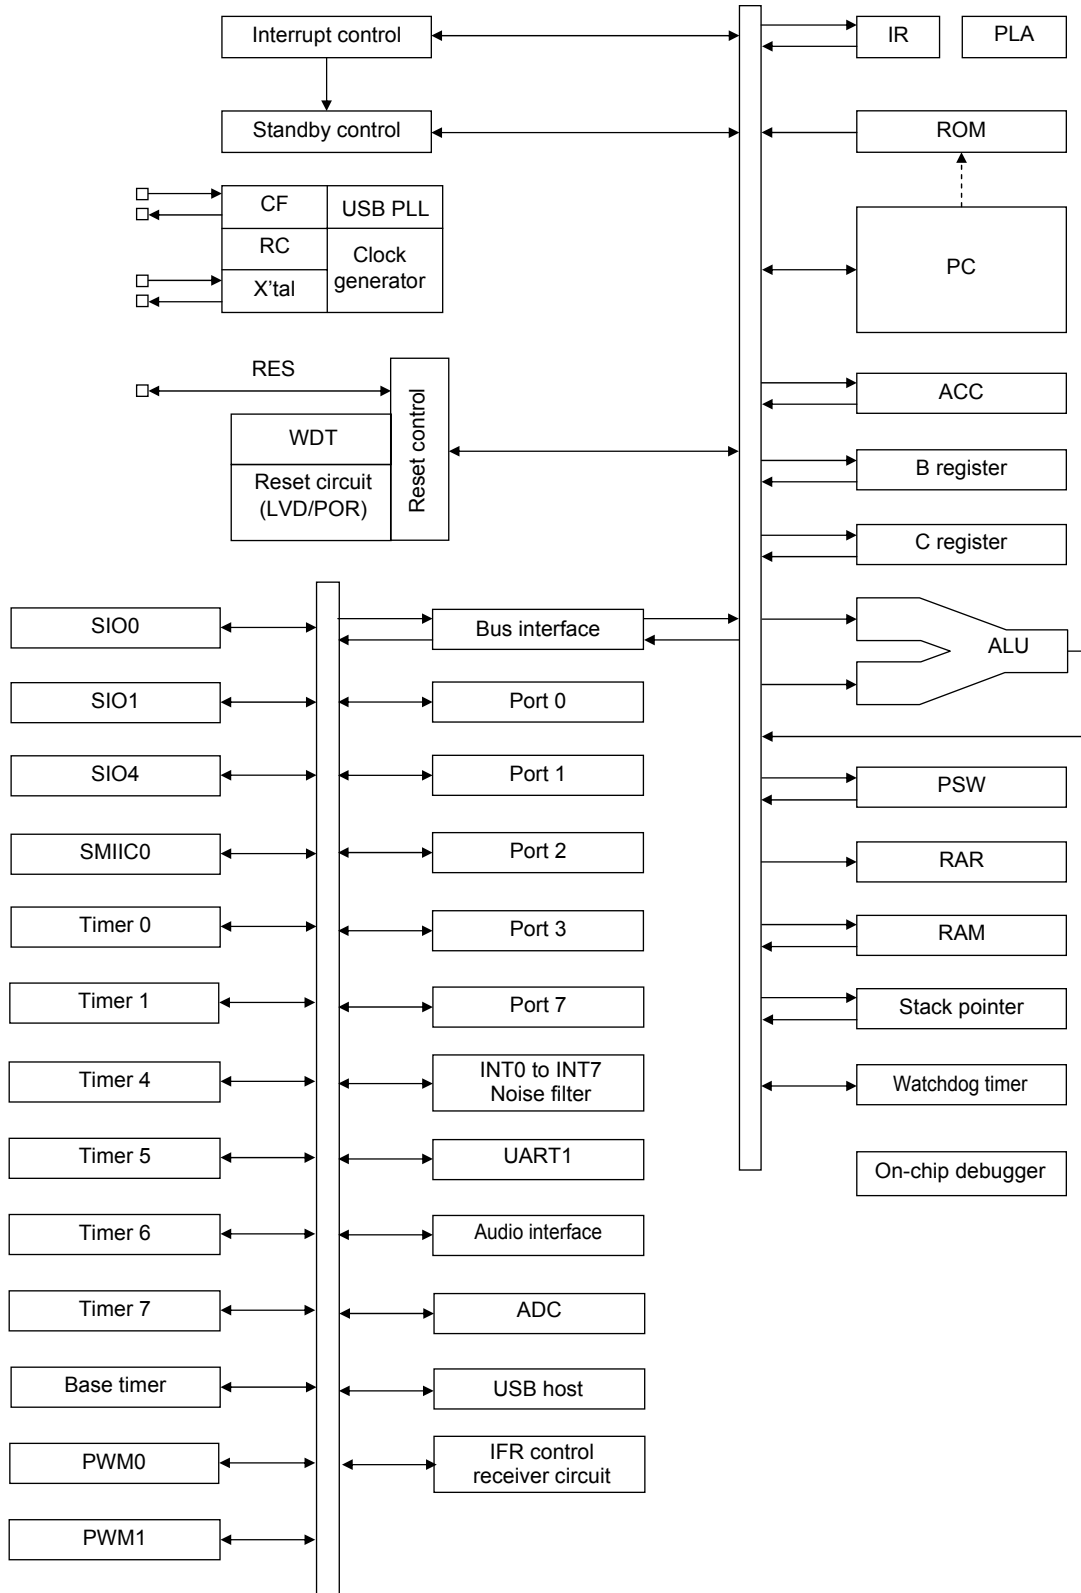 Interrupt control
IR
PLA
Standby control
ROM
CF
USB PLL
RC
Clock
generator
X'tal
PC
RES
Reset control
WDT
Reset circuit
(LVD/POR)
ACC
B register
C register
SIO0
Bus interface
ALU
SIO1
Port 0
SIO4
Port 1
PSW
SMIIC0
Port 2
RAR
Timer 0
Port 3
RAM
Timer 1
Port 7
Stack pointer
Timer 4
INT0 to INT7
Noise filter
Watchdog timer
Timer 5
UART1
On-chip debugger
Timer 6
Audio interface
Timer 7
ADC
Base timer
USB host
PWM0
IFR control
receiver circuit
PWM1